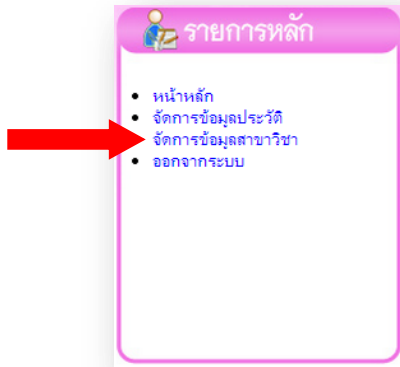 รายการหลัก
หน้าหลัก
จัดการข้อมูลประวัติ
จัดการข้อมูลสาขาวิชา
ออกจากระบบ